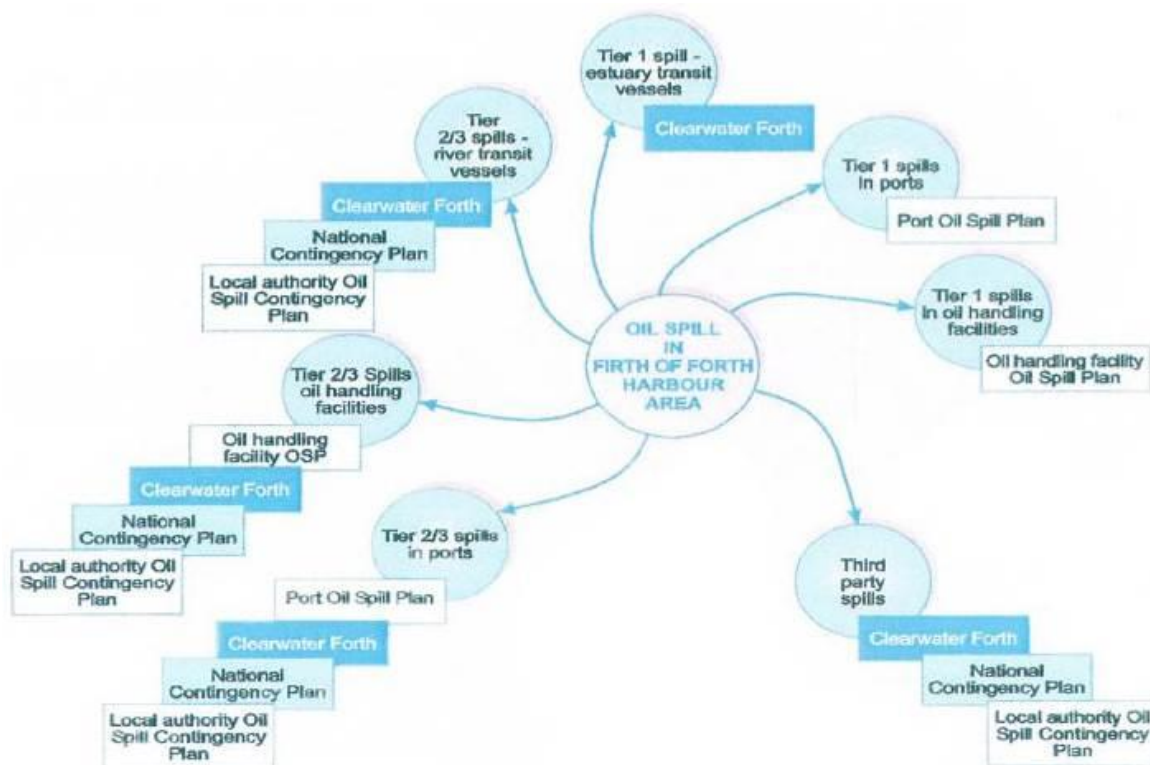 Tier 1 spill -
estuary transit
vessels
Clearwater Forth
Tier
2/3 spills -
river transit
vessels
Clearwater Forth
National
Contingency Plan
Local authority Oil
Spill Contingency
Plan
Tier 1 spills
in ports
Port Oil Spill Plan
Tier 1 spills
in oil handling
facilities
Oil handling facility
Oil Spill Plan
OIL SPILL
IN
FIRTH OF FORTH
HARBOUR
AREA
Tier 2/3 Spills
oil handling
facilities
Oil handling
facility OSP
Clearwater Forth
National
Contingency Plan
Local authority Oil
Spill Contingency
Plan
Tier 2/3 spills
in ports
Port Oil Spill Plan
Clearwater Forth
National
Contingency Plan
Local authority Oil
Spill Contingency
Plan
Third
party
spills
Clearwater Forth
National
Contingency Plan
Local authority Oil
Spill Contingency
Plan